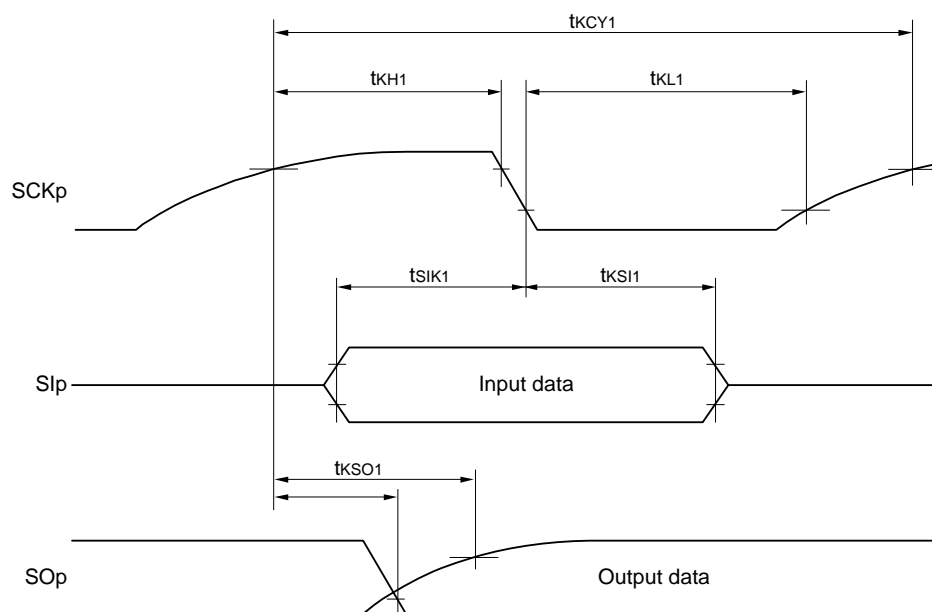 tKCY1
tKH1
tKL1
SCKp
tSIK1
tKSI1
SIp
Input data
tKSO1
SOp
Output data